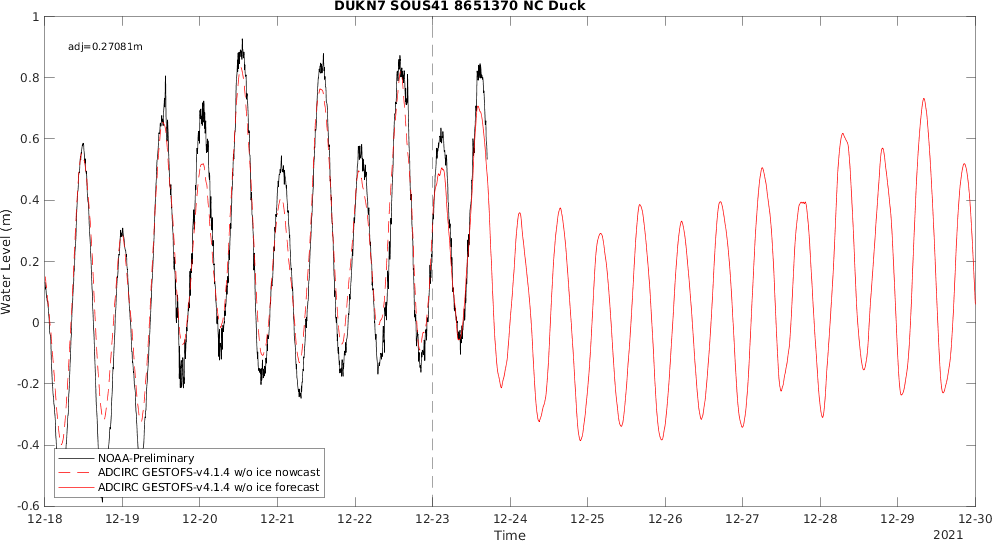 DUKN7 SOUS41 8651370 NC Duck
adj=0.27081m
1
0.8
0.6
0.4
0.2
0
-0.2
-0.4
-0.6
Water Level (m)
NOAA-Preliminary
ADCIRC GESTOFS-v4.1.4 w/o ice nowcast
ADCIRC GESTOFS-v4.1.4 w/o ice forecast
12-18 12-19 12-20 12-21 12-22 12-23 12-24 12-25 12-26 12-27 12-28 12-29 12-30
Time
2021